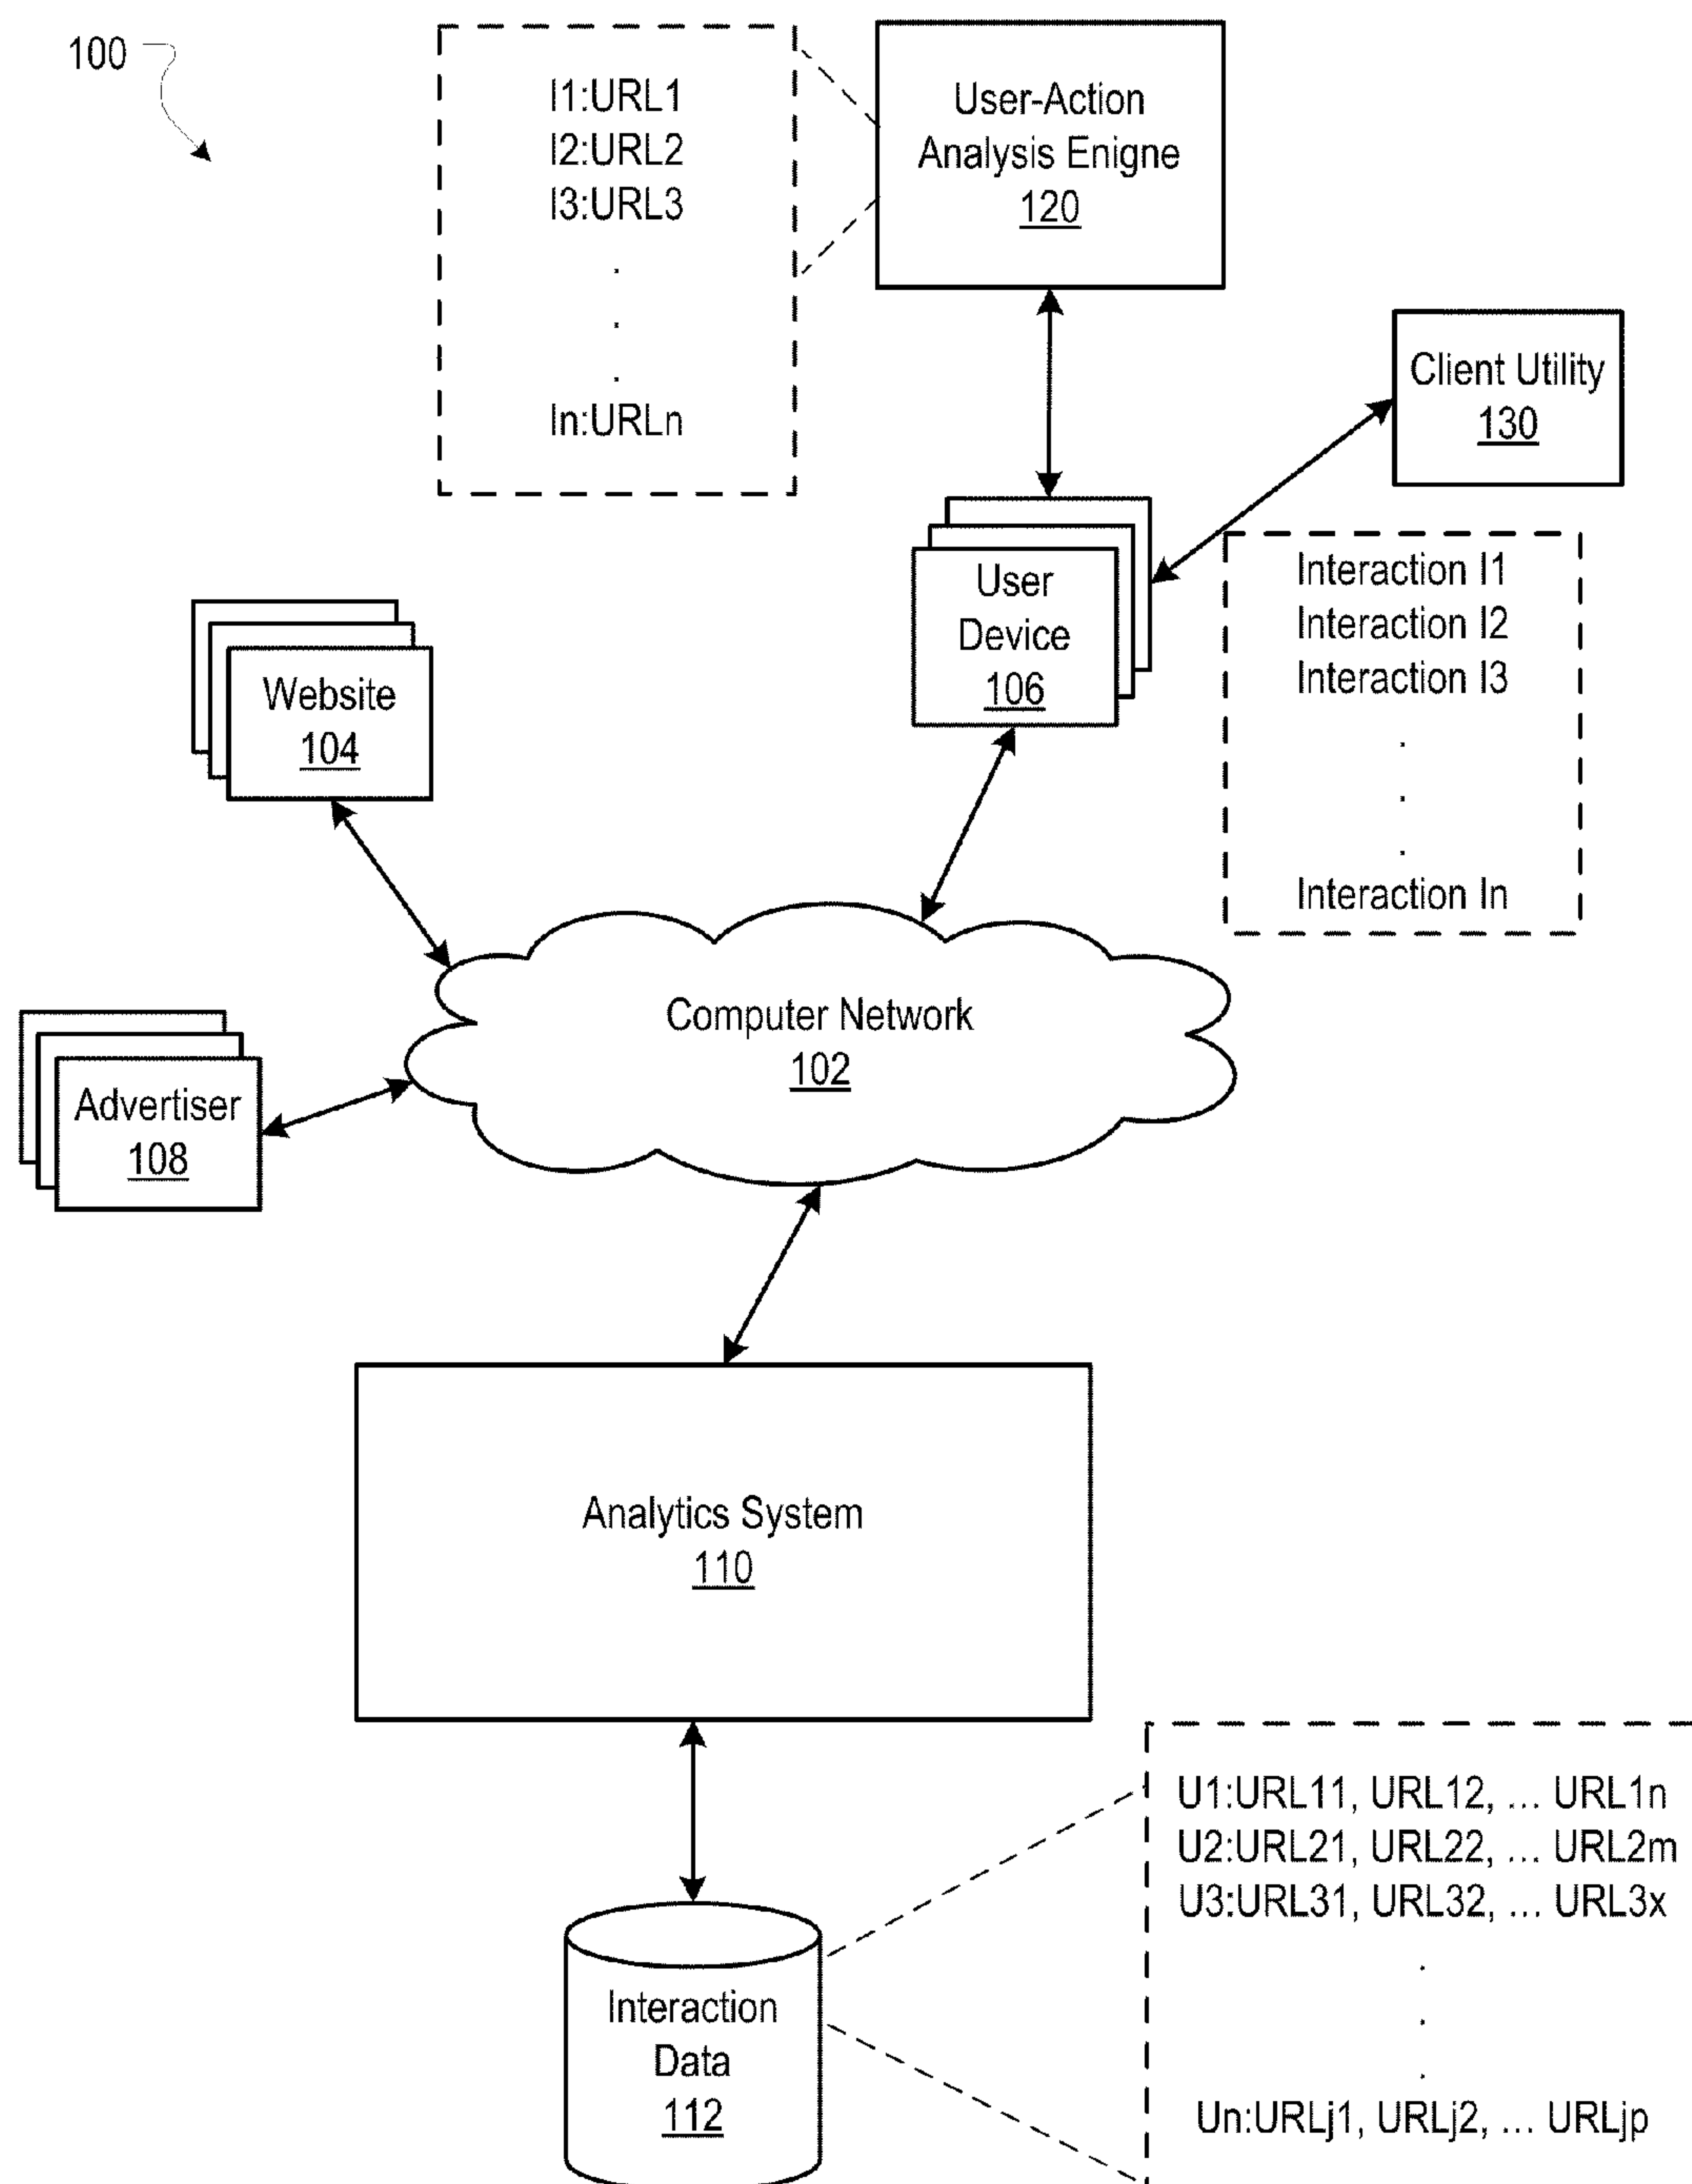 100
I1:URL1
I2:URL2
I3:URL3
.
.
.
In:URLn
User-Action
Analysis Enigne
120
Client Utility
130
User
Device
106
Interaction I1
Interaction I2
Interaction I3
.
.
.
Interaction In
Website
104
Computer Network
102
Advertiser
108
Analytics System
110
U1:URL11, URL12, ... URL1n
U2:URL21, URL22, ... URL2m
U3:URL31, URL32, ... URL3x
.
.
.
Un:URLj1, URLj2, ... URLjp
Interaction
Data
112